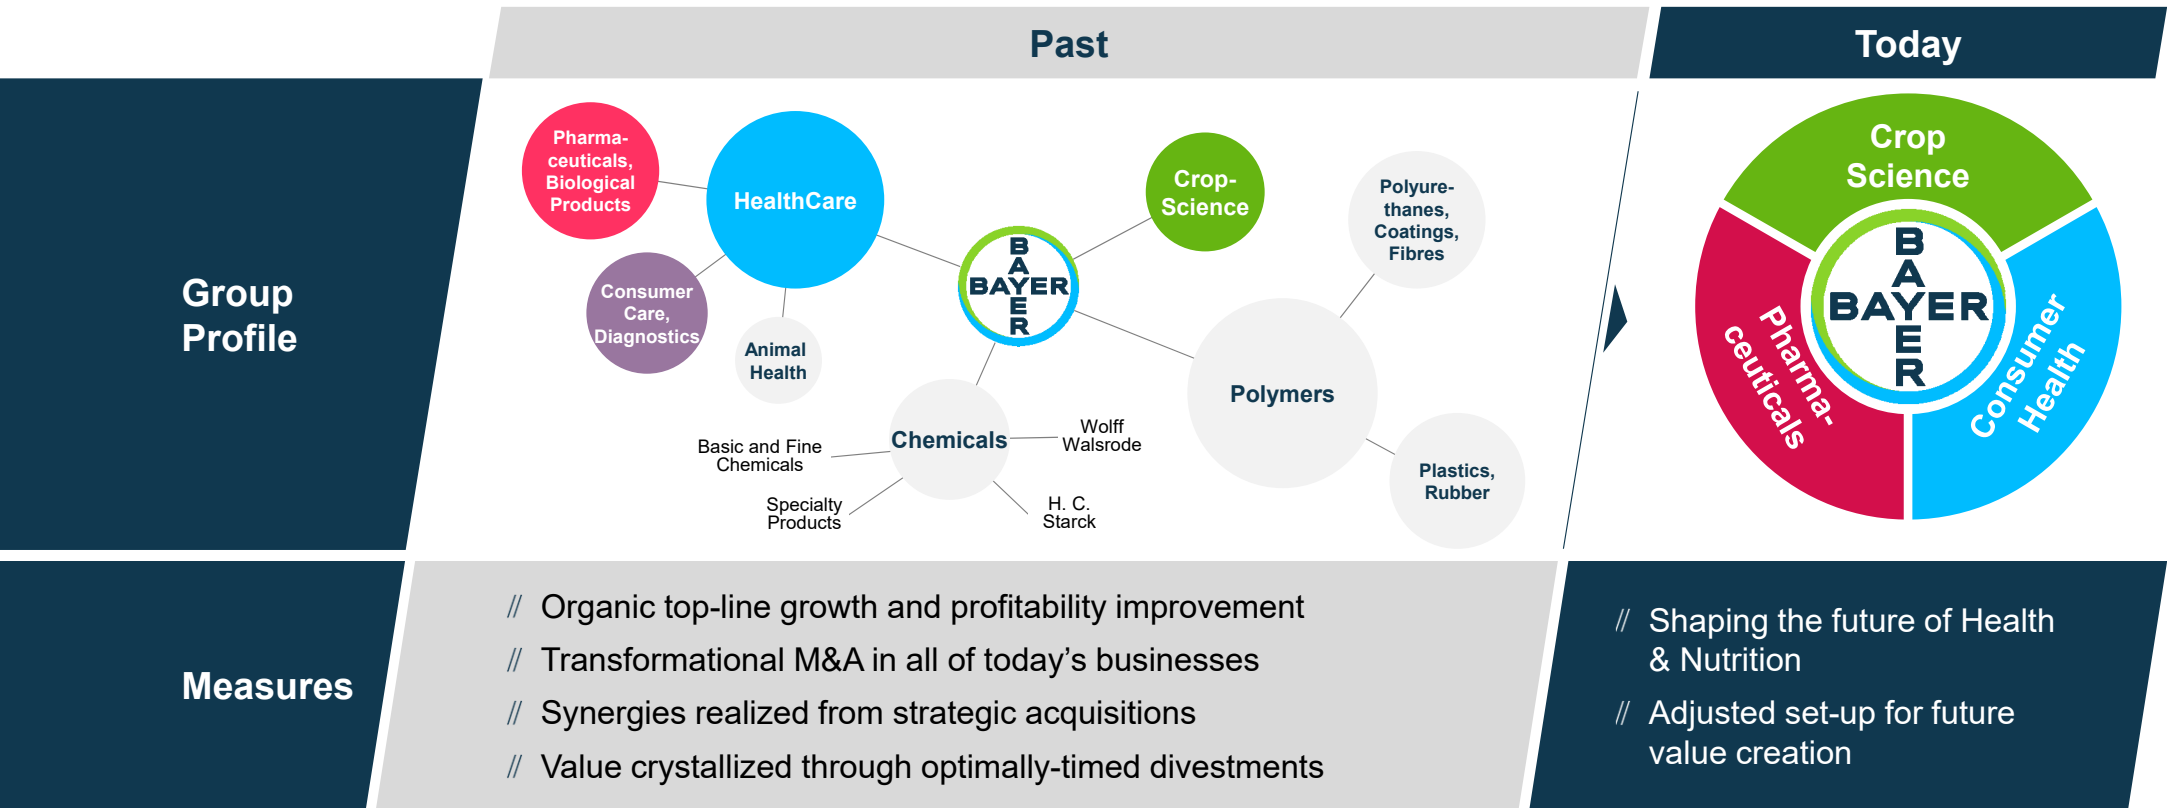 Past
Today
Group
Profile
Pharma-
ceuticals,
Biological
Products
HealthCare
Consumer
Care,
Diagnostics
Animal
Health
Crop-
Science
BAYER
BAYER
Polyure-
thanes,
Coatings,
Fibres
Polymers
Plastics,
Rubber
Chemicals
Basic and Fine
Chemicals
Specialty
Products
Wolff
Walsrode
H. C.
Starck
Crop
Science
Pharma-
ceuticals
Consumer
Health
BAYER
BAYER
Measures
// Organic top-line growth and profitability improvement
// Transformational M&A in all of today’s businesses
// Synergies realized from strategic acquisitions
// Value crystallized through optimally-timed divestments
// Shaping the future of Health
& Nutrition
// Adjusted set-up for future
value creation